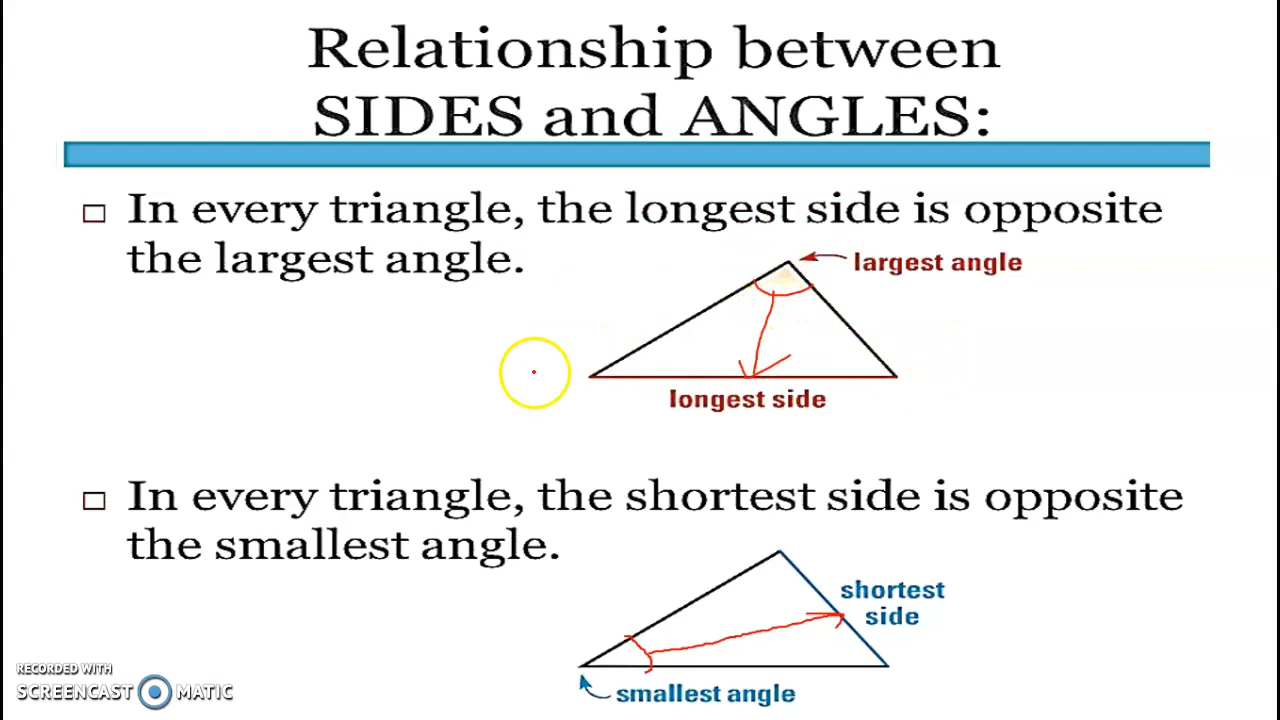 Relationship between
SIDES and ANGLES:
In every triangle, the longest side is opposite
the largest angle.
largest angle
longest side
In every triangle, the shortest side is opposite
the smallest angle.
shortest
side
smallest angle
RECORDED WITH
SCREENCAST MATIC